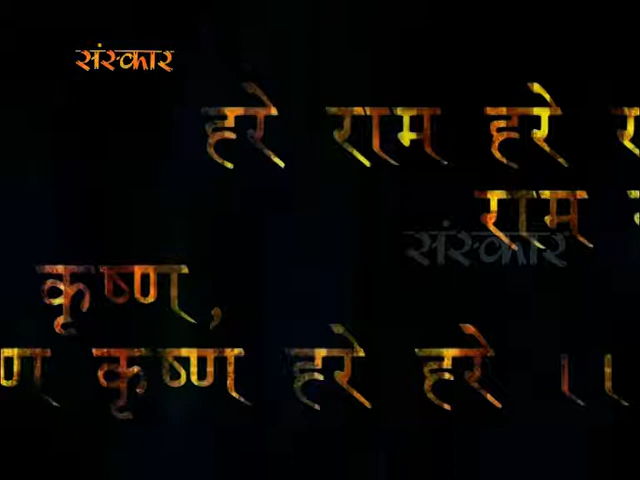 संस्कार
हरे राम हरे
राम
संस्कार
कृष्ण,
कृष्ण हरे हरे ।।